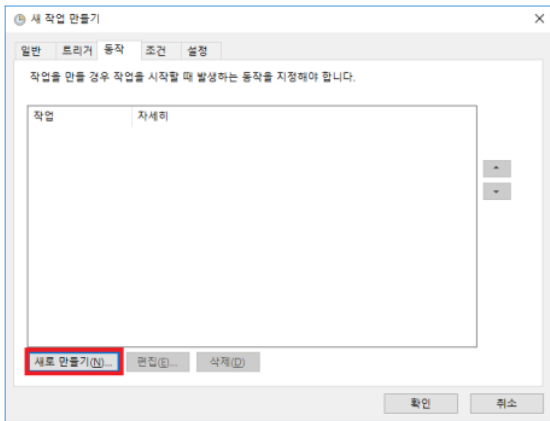 새 작업 만들기
일반 트리거 동작 조건 설정
작업을 만들 경우 작업을 시작할 때 발생하는 동작을 지정해야 합니다.
작업 자세히
새로 만들기(N)... 편집(E)... 삭제(D)
확인 취소